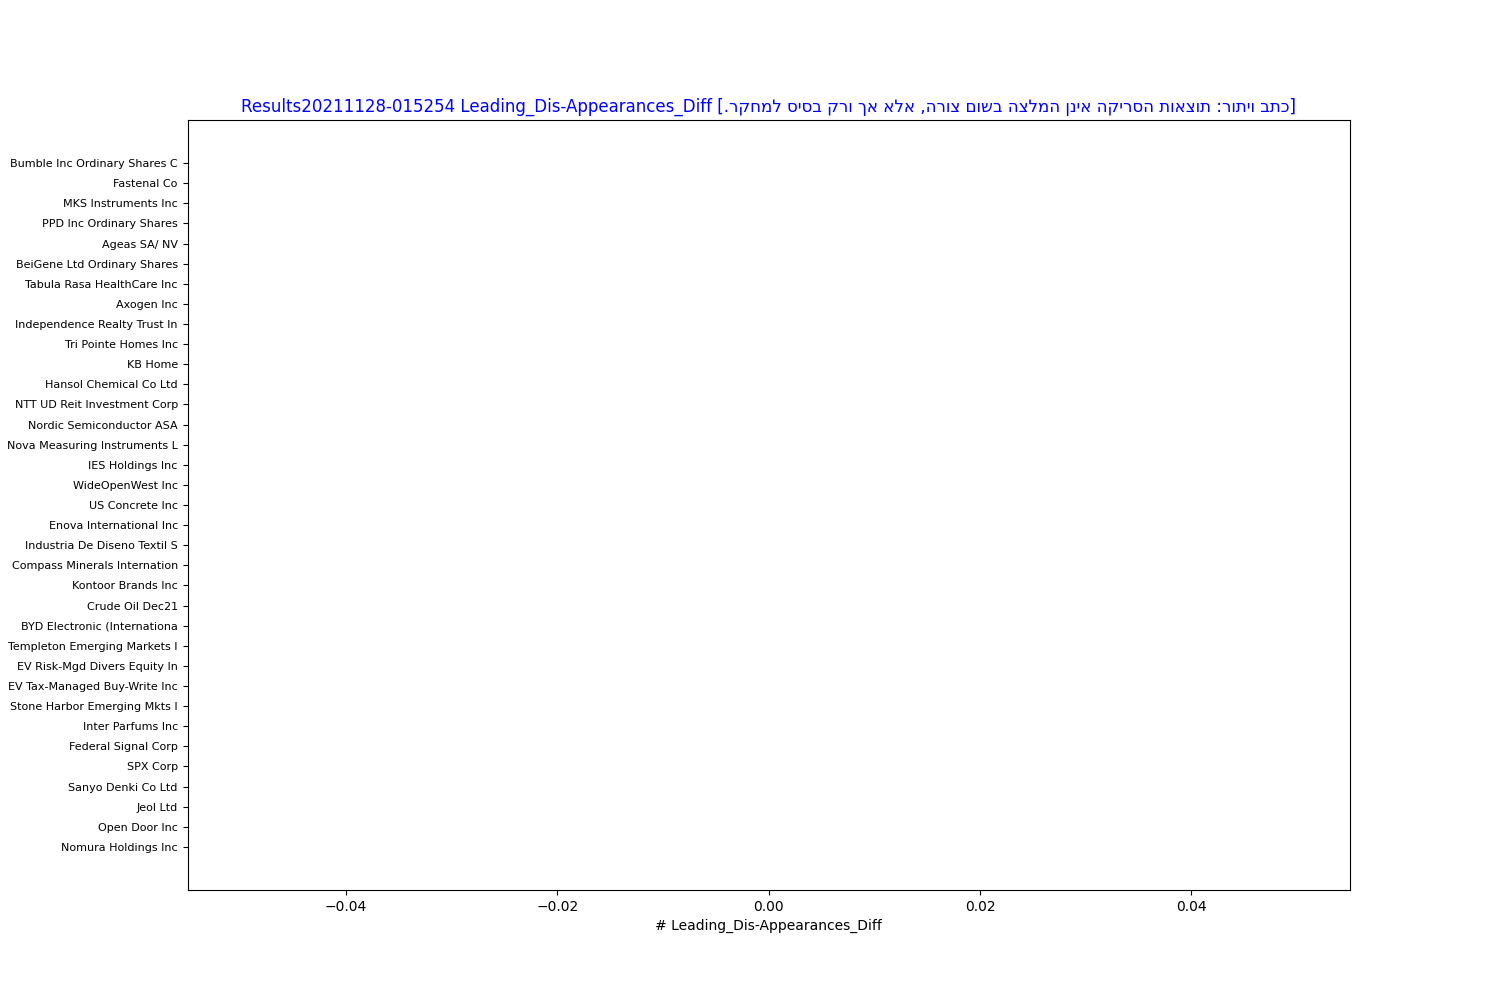 Results20211128-015254 Leading_Dis-Appearances_Diff [כתב ויתור: תוצאות הסריקה אינן המלצה בשום צורה, אלא אך ורק בסיס למחקר.]
Bumble Inc Ordinary Shares C
Fastenal Co
MKS Instruments Inc
PPD Inc Ordinary Shares
Ageas SA/ NV
BeiGene Ltd Ordinary Shares
Tabula Rasa HealthCare Inc
Axogen Inc
Independence Realty Trust In
Tri Pointe Homes Inc
KB Home
Hansol Chemical Co Ltd
NTT UD Reit Investment Corp
Nordic Semiconductor ASA
Nova Measuring Instruments L
IES Holdings Inc
WideOpenWest Inc
US Concrete Inc
Enova International Inc
Industria De Diseno Textil S
Compass Minerals Internation
Kontoor Brands Inc
Crude Oil Dec21
BYD Electronic (Internationa
Templeton Emerging Markets I
EV Risk-Mgd Divers Equity In
EV Tax-Managed Buy-Write Inc
Stone Harbor Emerging Mkts I
Inter Parfums Inc
Federal Signal Corp
SPX Corp
Sanyo Denki Co Ltd
Jeol Ltd
Open Door Inc
Nomura Holdings Inc
−0.04 −0.02 0.00 0.02 0.04
# Leading_Dis-Appearances_Diff